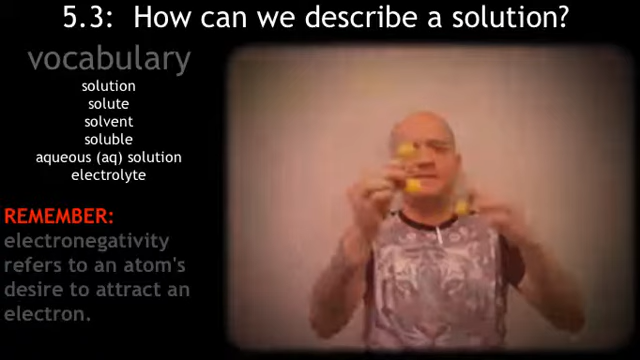 5.3: How can we describe a solution?
vocabulary
solution
solute
solvent
soluble
aqueous (aq) solution
electrolyte
REMEMBER:
electronegativity
refers to an atom's
desire to attract an
electron.